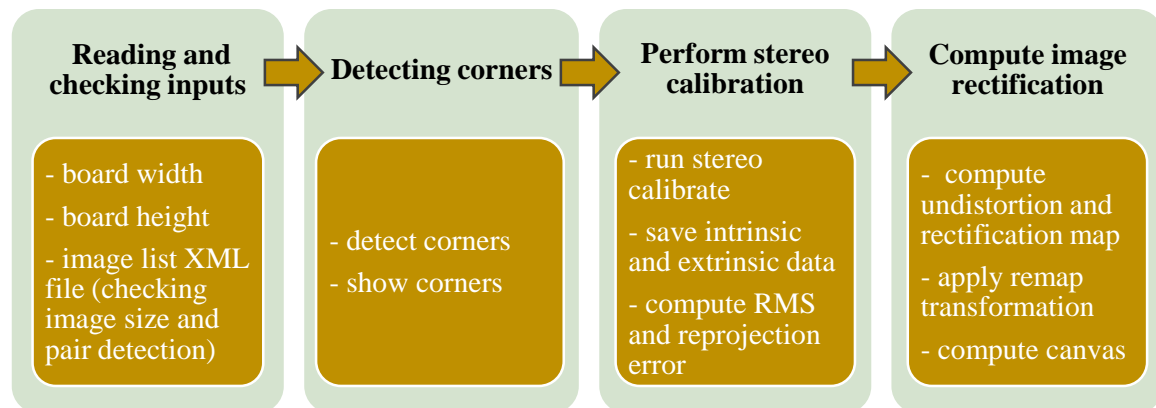 Reading and
checking inputs
- board width
- board height
- image list XML
file (checking
image size and
pair detection)
Detecting corners
- detect corners
- show corners
Perform stereo
calibration
- run stereo
calibrate
- save intrinsic
and extrinsic data
- compute RMS
and reprojection
error
Compute image
rectification
- compute
undistortion and
rectification map
- apply remap
transformation
- compute canvas